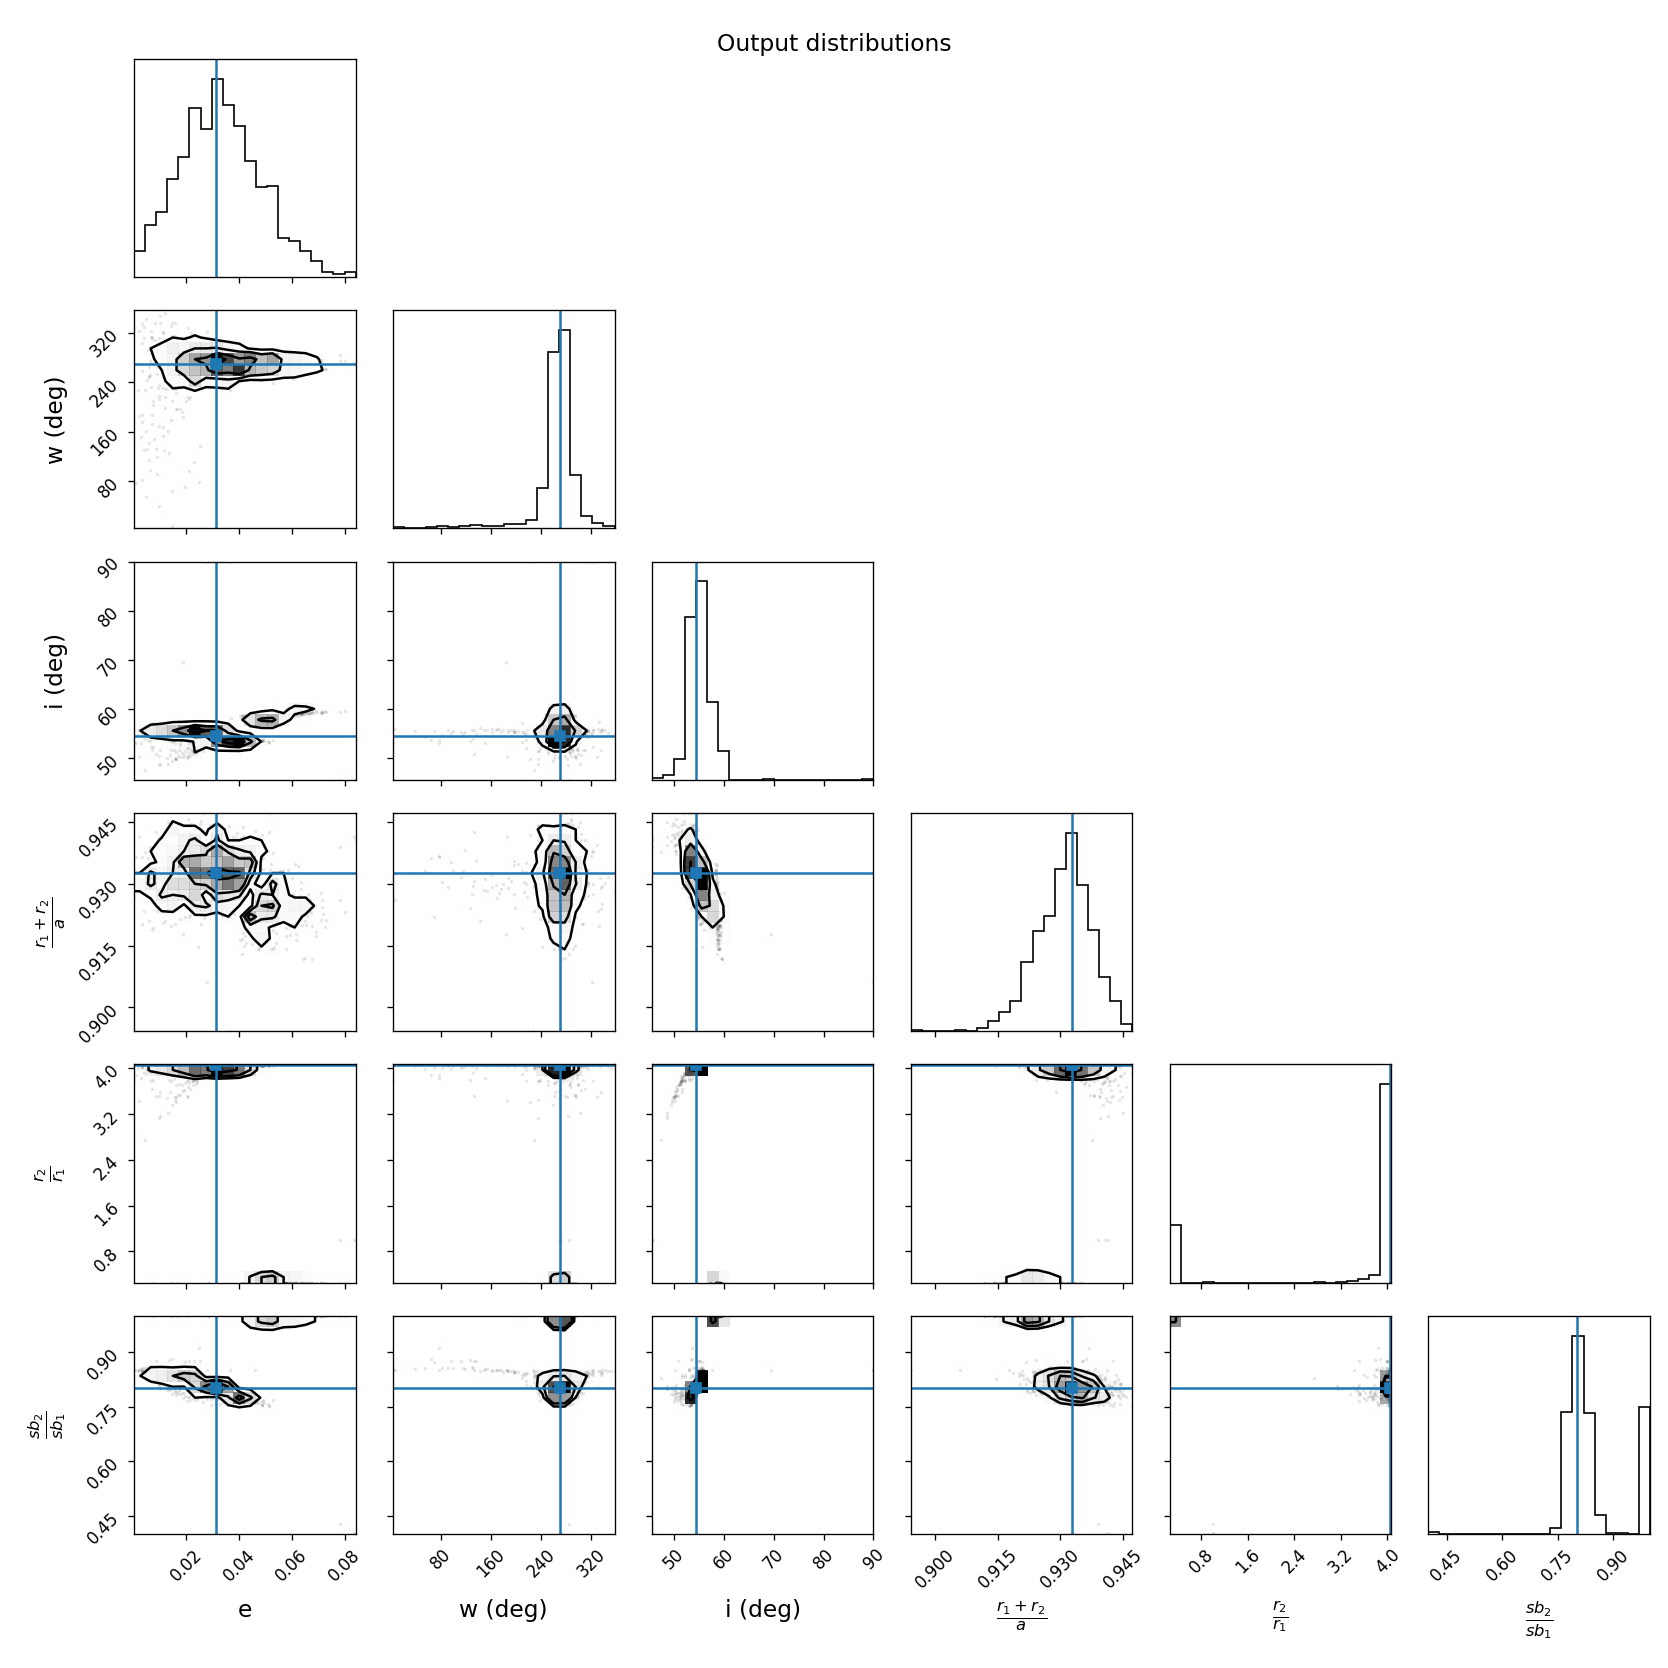 Output distributions
w (deg)
320
240
160
80
i (deg)
90
80
70
60
50
r₁ + r₂
a
0.945
0.930
0.915
0.900
r₂
r₁
4.0
3.2
2.4
1.6
0.8
sb₂
sb₁
0.90
0.75
0.60
0.45
0.02 0.04 0.06 0.08
80 160 240 320
50 60 70 80 90
0.900 0.915 0.930 0.945
0.8 1.6 2.4 3.2 4.0
0.45 0.60 0.75 0.90
e
w (deg)
i (deg)
r₁ + r₂
a
r₂
r₁
sb₂
sb₁